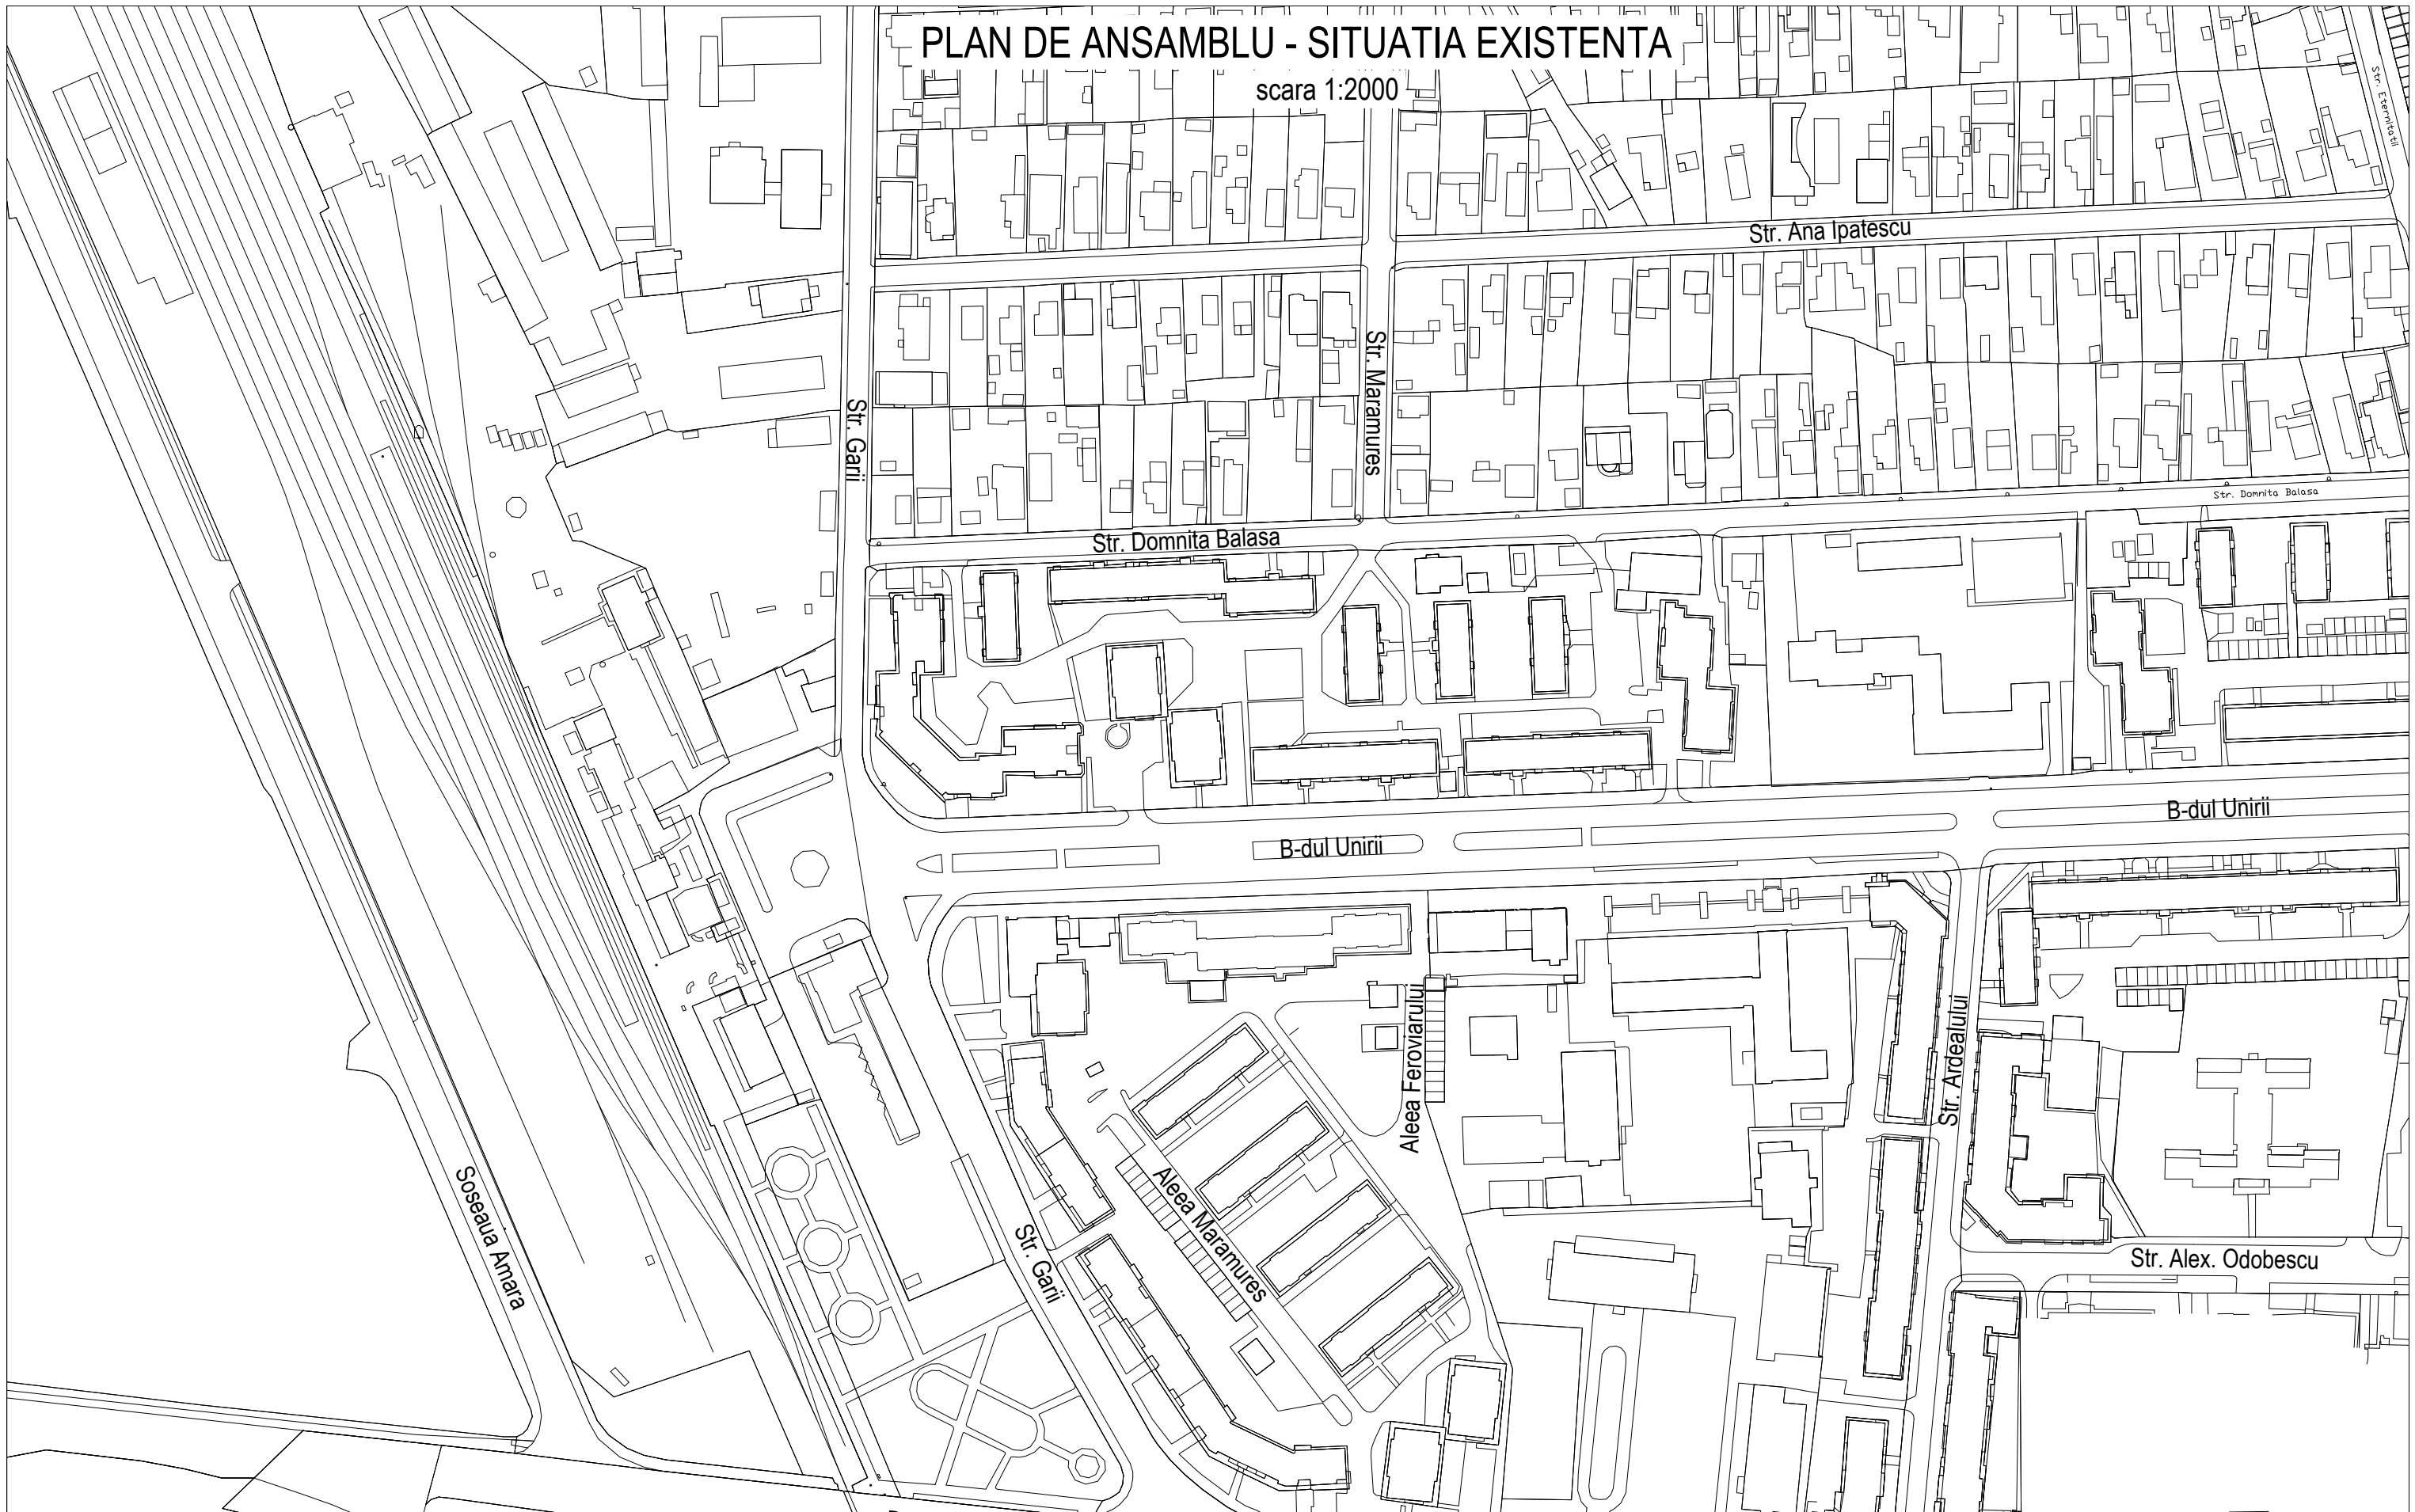 PLAN DE ANSAMBLU - SITUATIA EXISTENTA
scara 1:2000
Str. Eternitatii
Str. Ana Ipatescu
Str. Maramures
Str. Garii
Str. Domnita Balasa
Str. Domnita Balasa
B-dul Unirii
B-dul Unirii
Aleea Feroviarului
Str. Ardealului
Aleea Maramures
Soseaua Amara
Str. Garii
Str. Alex. Odobescu